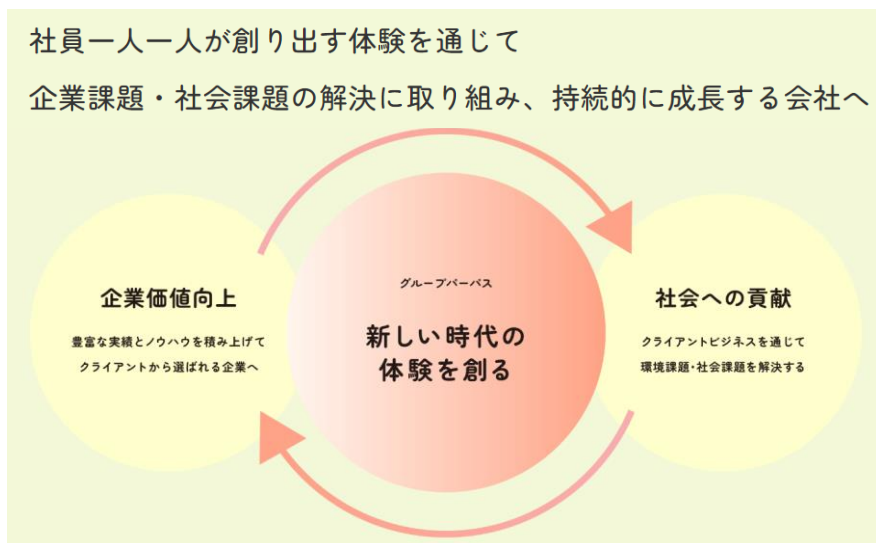 社員一人一人が創り出す体験を通じて
企業課題・社会課題の解決に取り組み、持続的に成長する会社へ
企業価値向上
豊富な実績とノウハウを積み上げて
クライアントから選ばれる企業へ
グループパーパス
新しい時代の
体験を創る
社会への貢献
クライアントビジネスを通じて
環境課題・社会課題を解決する